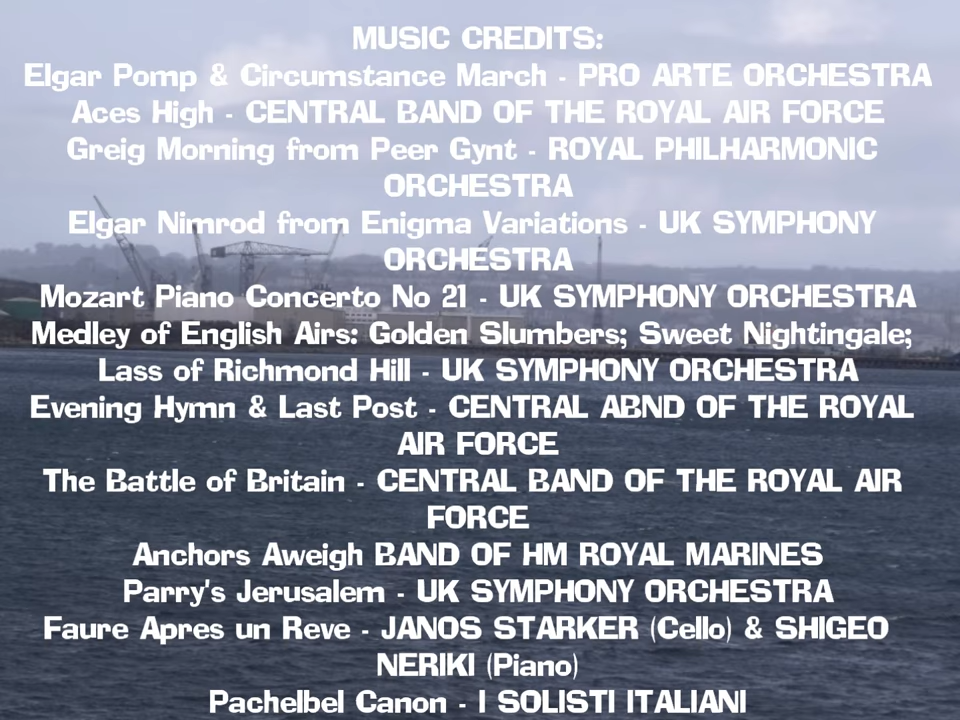 MUSIC CREDITS:
Elgar Pomp & Circumstance March - PRO ARTE ORCHESTRA
Aces High - CENTRAL BAND OF THE ROYAL AIR FORCE
Greig Morning from Peer Gynt - ROYAL PHILHARMONIC
ORCHESTRA
Elgar Nimrod from Enigma Variations - UK SYMPHONY
ORCHESTRA
Mozart Piano Concerto No 21 - UK SYMPHONY ORCHESTRA
Medley of English Airs: Golden Slumbers; Sweet Nightingale;
Lass of Richmond Hill - UK SYMPHONY ORCHESTRA
Evening Hymn & Last Post - CENTRAL ABND OF THE ROYAL
AIR FORCE
The Battle of Britain - CENTRAL BAND OF THE ROYAL AIR
FORCE
Anchors Aweigh BAND OF HM ROYAL MARINES
Parry's Jerusalem - UK SYMPHONY ORCHESTRA
Faure Apres un Reve - JANOS STARKER (Cello) & SHIGEO
NERIKI (Piano)
Pachelbel Canon - I SOLISTI ITALIANI